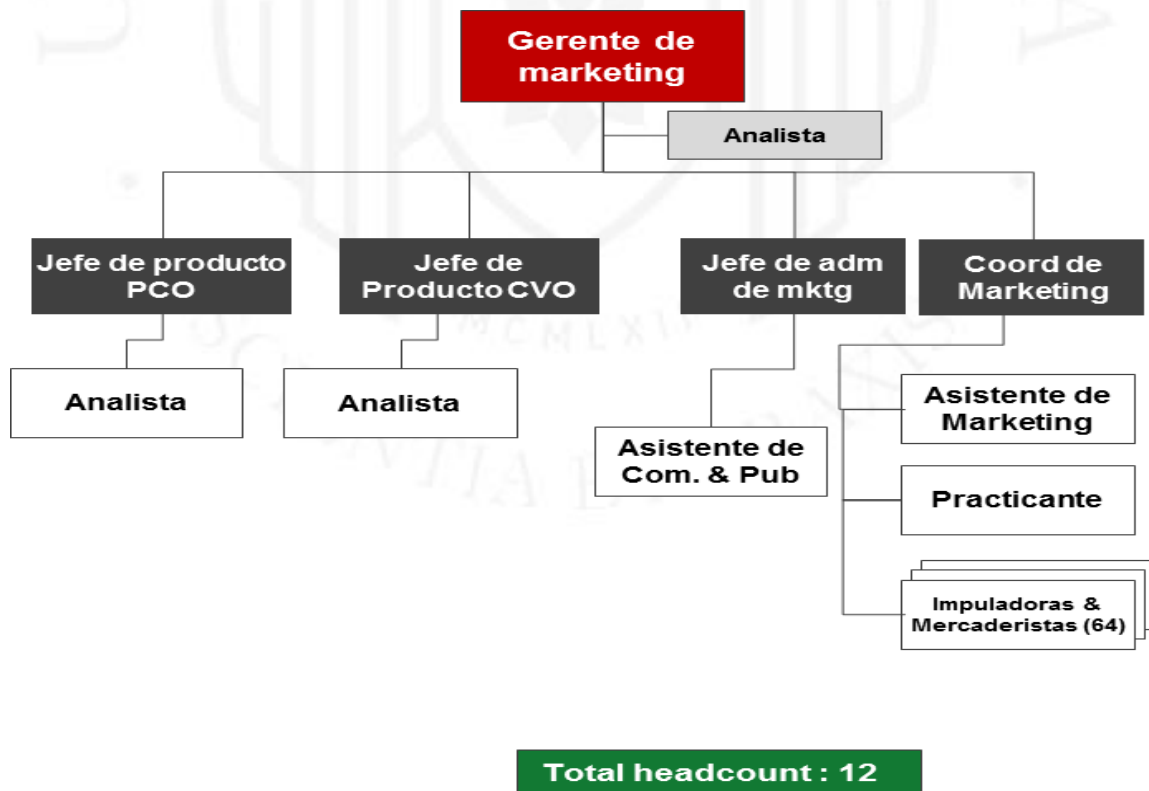 Gerente de
marketing
Analista
Jefe de producto
PCO
Jefe de
Producto CVO
Jefe de adm
de mktg
Coord de
Marketing
Analista
Analista
Asistente de
Com. & Pub
Asistente de
Marketing
Practicante
Impuladoras &
Mercaderistas (64)
MCMLXII
Total headcount : 12